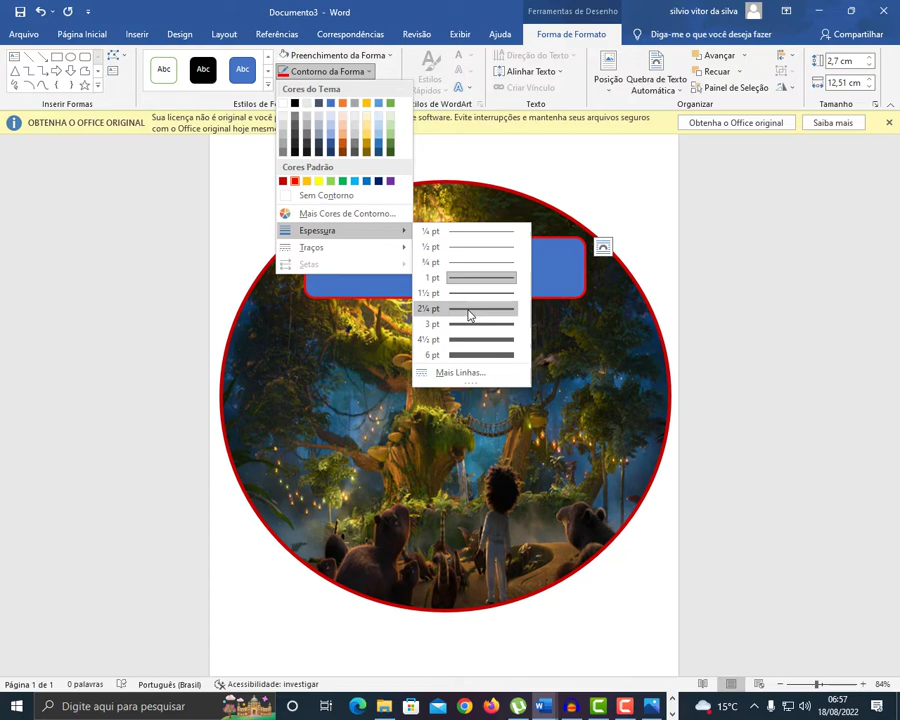 Documento3 - Word
Ferramentas de Desenho
silvio vitor da silva
Arquivo
Página Inicial
Inserir
Design
Layout
Referências
Correspondências
Revisão
Exibir
Ajuda
Forma de Formato
Diga-me o que você deseja fazer
Compartilhar
Abc
Abc
Abc
Preenchimento da Forma
Contorno da Forma
Estilos Rápidos
Direção do Texto
Alinhar Texto
Criar Vínculo
Posição
Quebra de Texto Automática
Avançar
Recuar
Painel de Seleção
2,7 cm
12,51 cm
Inserir Formas
Estilos de F
stilos de WordArt
Texto
Organizar
Tamanho
OBTENHA O OFFICE ORIGINAL
Sua licença não é original e você p
software. Evite interrupções e mantenha seus arquivos seguros
com o Office original hoje mesm
Obtenha o Office original
Saiba mais
Cores do Tema
Cores Padrão
Sem Contorno
Mais Cores de Contorno...
Espessura
Traços
Setas
¼ pt
½ pt
¾ pt
1 pt
1½ pt
2¼ pt
3 pt
4½ pt
6 pt
Mais Linhas...
Página 1 de 1
0 palavras
Português (Brasil)
Acessibilidade: investigar
84%
Digite aqui para pesquisar
15°C
06:57
18/08/2022